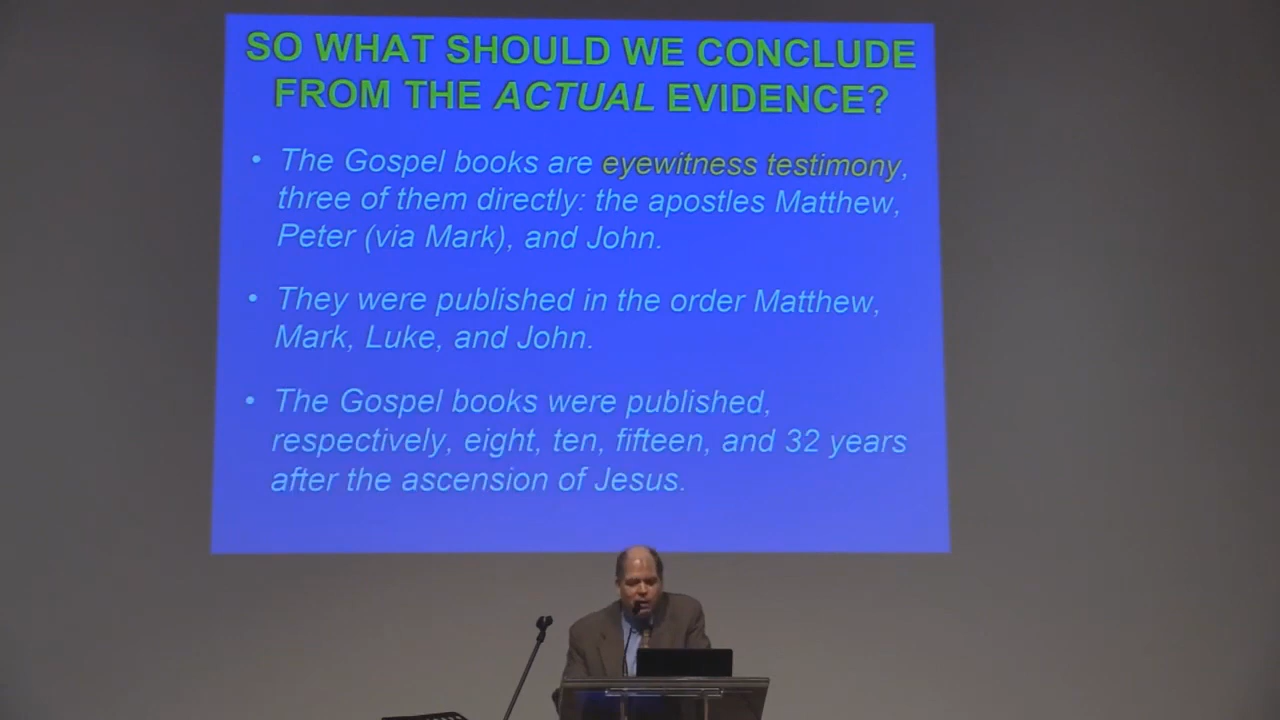 SO WHAT SHOULD WE CONCLUDE
FROM THE ACTUAL EVIDENCE?
• The Gospel books are eyewitness testimony,
three of them directly: the apostles Matthew,
Peter (via Mark), and John.
• They were published in the order Matthew,
Mark, Luke, and John.
• The Gospel books were published,
respectively, eight, ten, fifteen, and 32 years
after the ascension of Jesus.